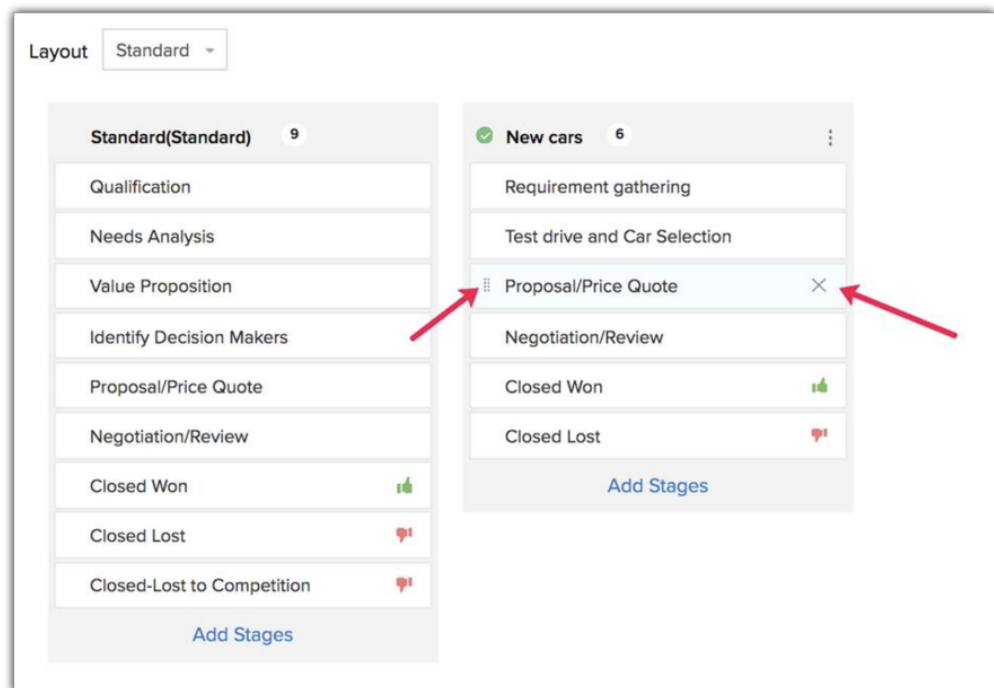 Layout Standard
Standard(Standard) 9
Qualification
Needs Analysis
Value Proposition
Identify Decision Makers
Proposal/Price Quote
Negotiation/Review
Closed Won
Closed Lost
Closed-Lost to Competition
Add Stages
New cars 6
Requirement gathering
Test drive and Car Selection
Proposal/Price Quote
Negotiation/Review
Closed Won
Closed Lost
Add Stages